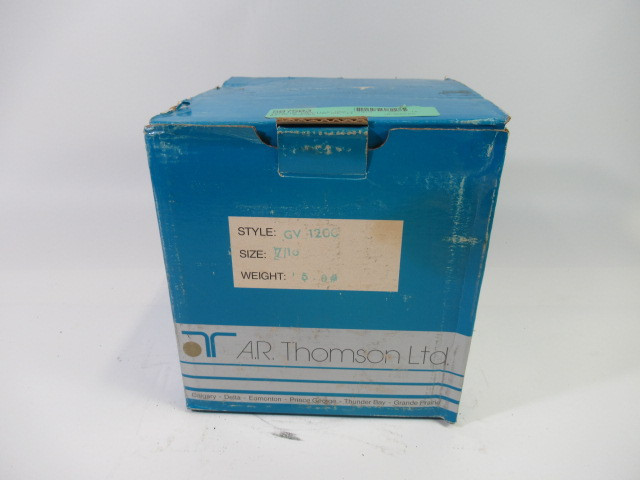 STYLE: GV 1200
SIZE:
WEIGHT:
A.R. Thomson Ltd.
Calgary - Delta - Edmonton - Prince George - Thunder Bay - Grande Prairie